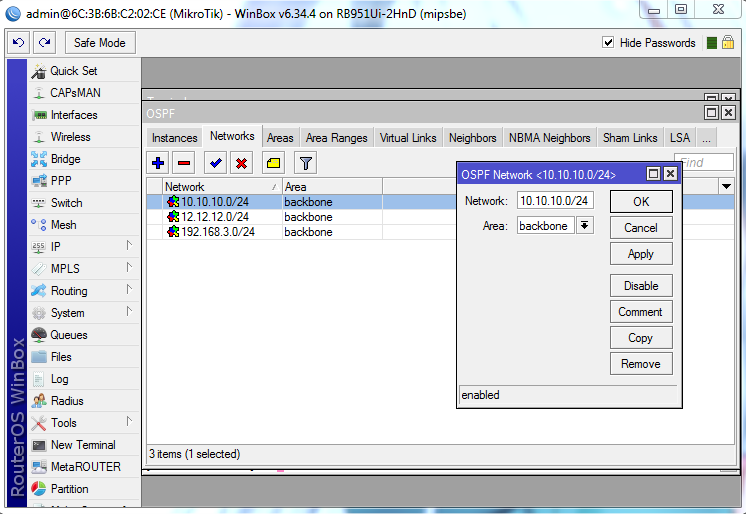 admin@6C:3B:6B:C2:02:CE (MikroTik) - WinBox v6.34.4 on RB951Ui-2HnD (mipsbe)
Safe Mode
Hide Passwords
Quick Set
CAPsMAN
Interfaces
Wireless
Bridge
PPP
Switch
Mesh
IP
MPLS
Routing
System
Queues
Files
Log
Radius
Tools
New Terminal
MetaROUTER
Partition
RouterOS WinBox
OSPF
Instances Networks Areas Area Ranges Virtual Links Neighbors NBMA Neighbors Sham Links LSA ...
Find
Network Area
10.10.10.0/24 backbone
12.12.12.0/24 backbone
192.168.3.0/24 backbone
3 items (1 selected)
OSPF Network <10.10.10.0/24>
Network: 10.10.10.0/24
Area: backbone
OK
Cancel
Apply
Disable
Comment
Copy
Remove
enabled